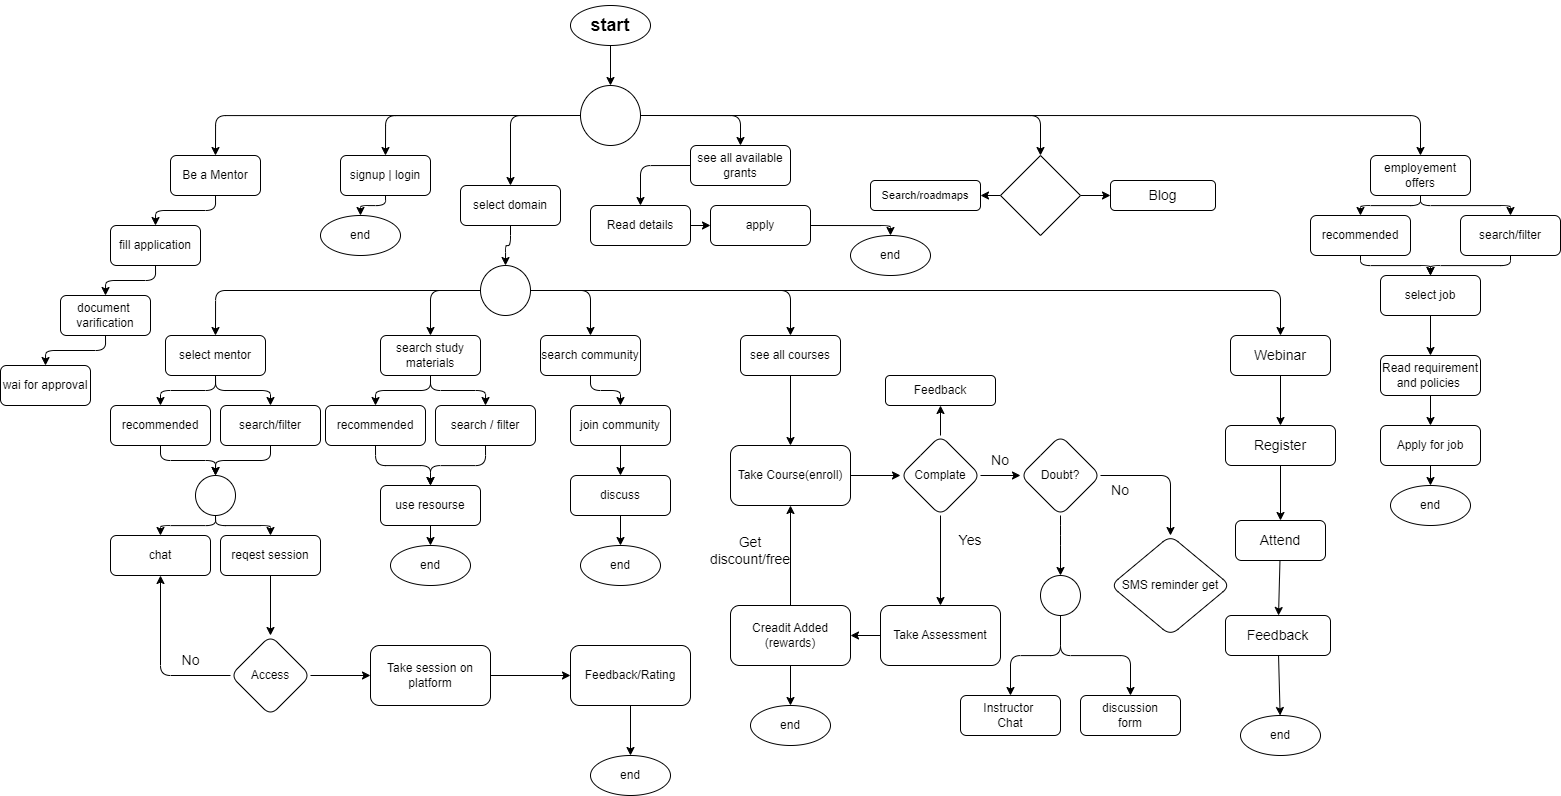 start
Be a Mentor
signup | login
select domain
see all available
grants
Search/roadmaps
Blog
employement
offers
fill application
end
Read details
apply
end
recommended
search/filter
document
varification
select job
wai for approval
select mentor
search study
materials
search community
see all courses
Webinar
Read requirement
and policies
Feedback
recommended
search/filter
recommended
search / filter
join community
Register
Apply for job
Take Course(enroll)
Complate
No
Doubt?
No
use resourse
discuss
end
chat
reqest session
end
end
Get
discount/free
Yes
Attend
SMS reminder get
Creadit Added
(rewards)
Take Assessment
Feedback
No
Access
Take session on
platform
Feedback/Rating
end
Instructor
Chat
discussion
form
end
end